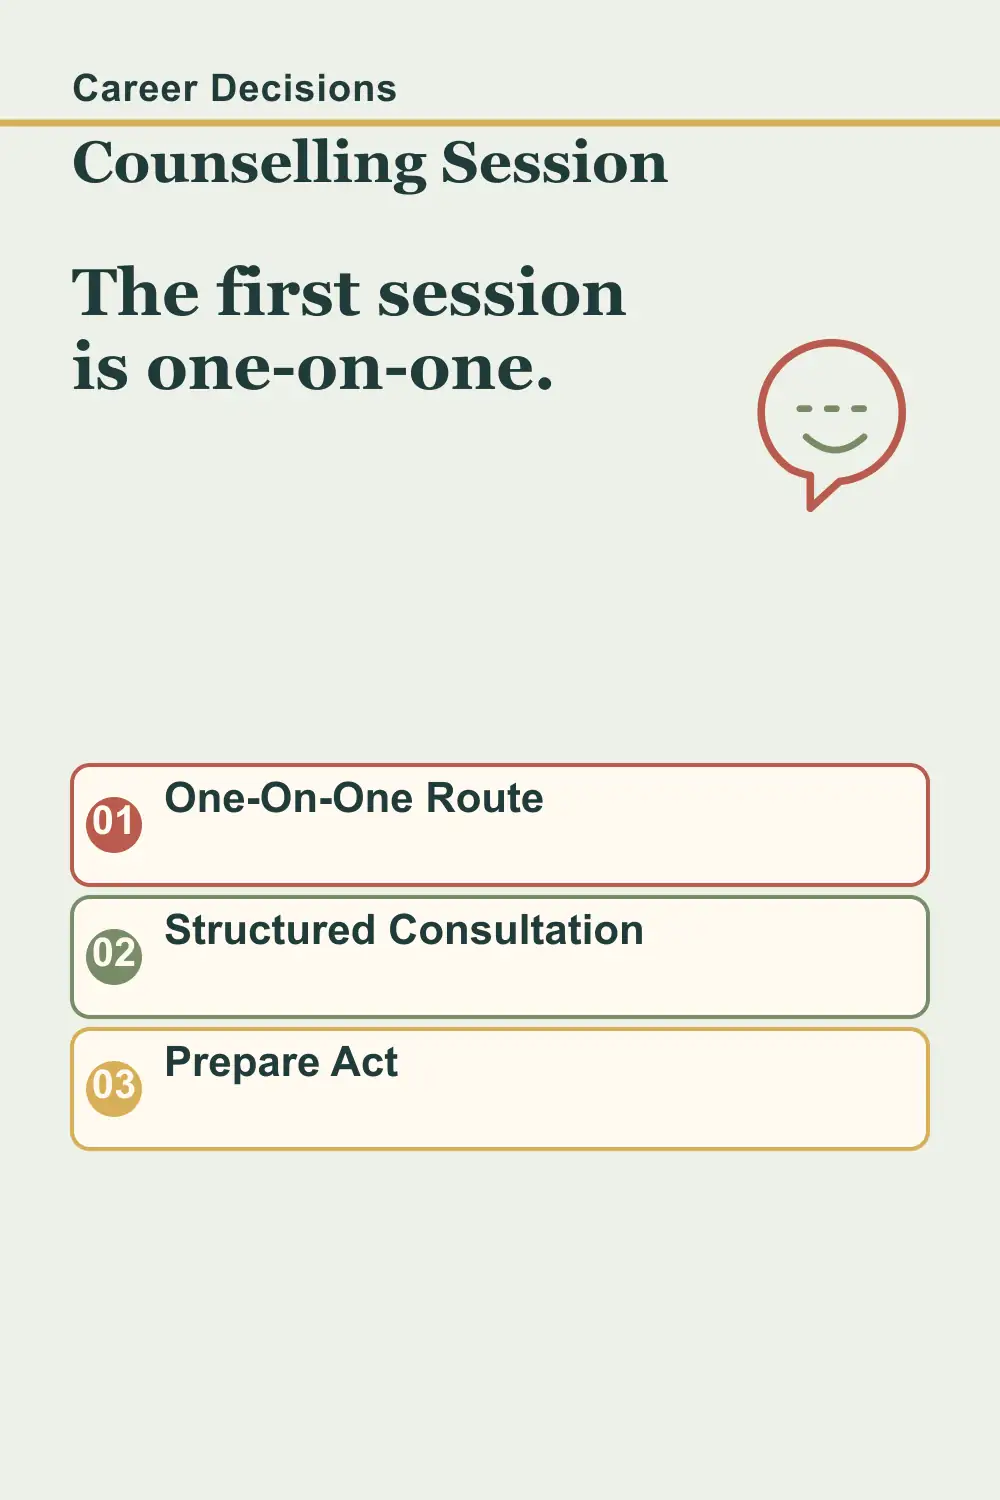 Career Decisions
Counselling Session
The first session
is one-on-one.
01 One-On-One Route
02 Structured Consultation
03 Prepare Act